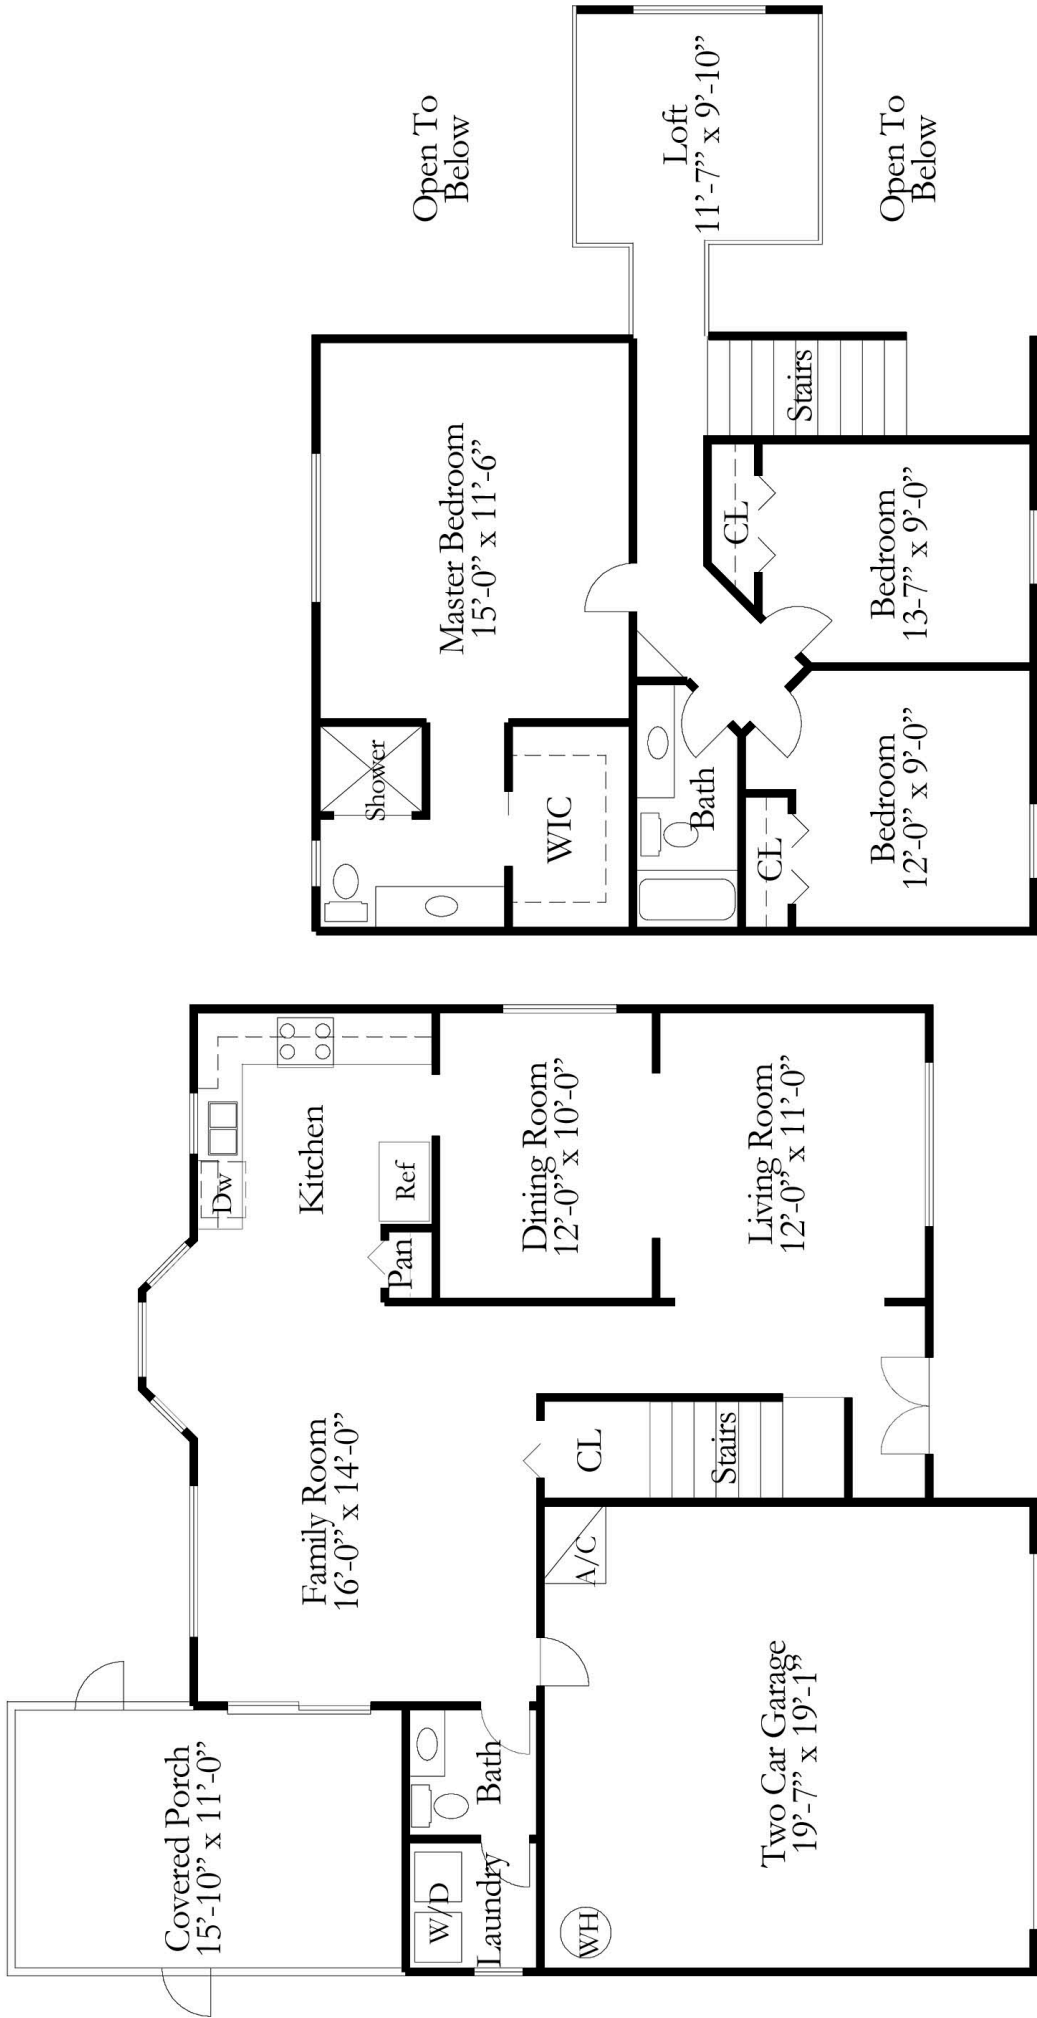 Covered Porch
15'-10” x 11'-0”
Family Room
16'-0” x 14'-0”
Kitchen
Dw
Ref
Pan
W/D
Laundry
Bath
Dining Room
12'-0” x 10'-0”
CL
Stairs
A/C
WH
Two Car Garage
19'-7” x 19'-1”
Living Room
12'-0” x 11'-0”
Shower
Master Bedroom
15'-0” x 11'-6”
Open To
Below
WIC
Bath
Loft
11'-7” x 9'-10”
CL
CL
Stairs
Bedroom
12'-0” x 9'-0”
Bedroom
13-7” x 9'-0”
Open To
Below